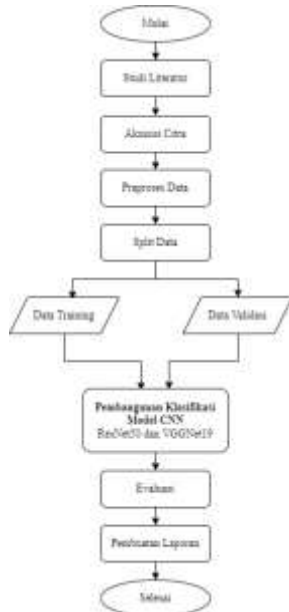 Mulai
Studi Literatur
Akuisisi Citra
Praproses Data
Split Data
Data Training
Data Validasi
Pembangunan Klasifikasi
Model CNN
ResNet50 dan VGGNet19
Evaluasi
Pembuatan Laporan
Selesai